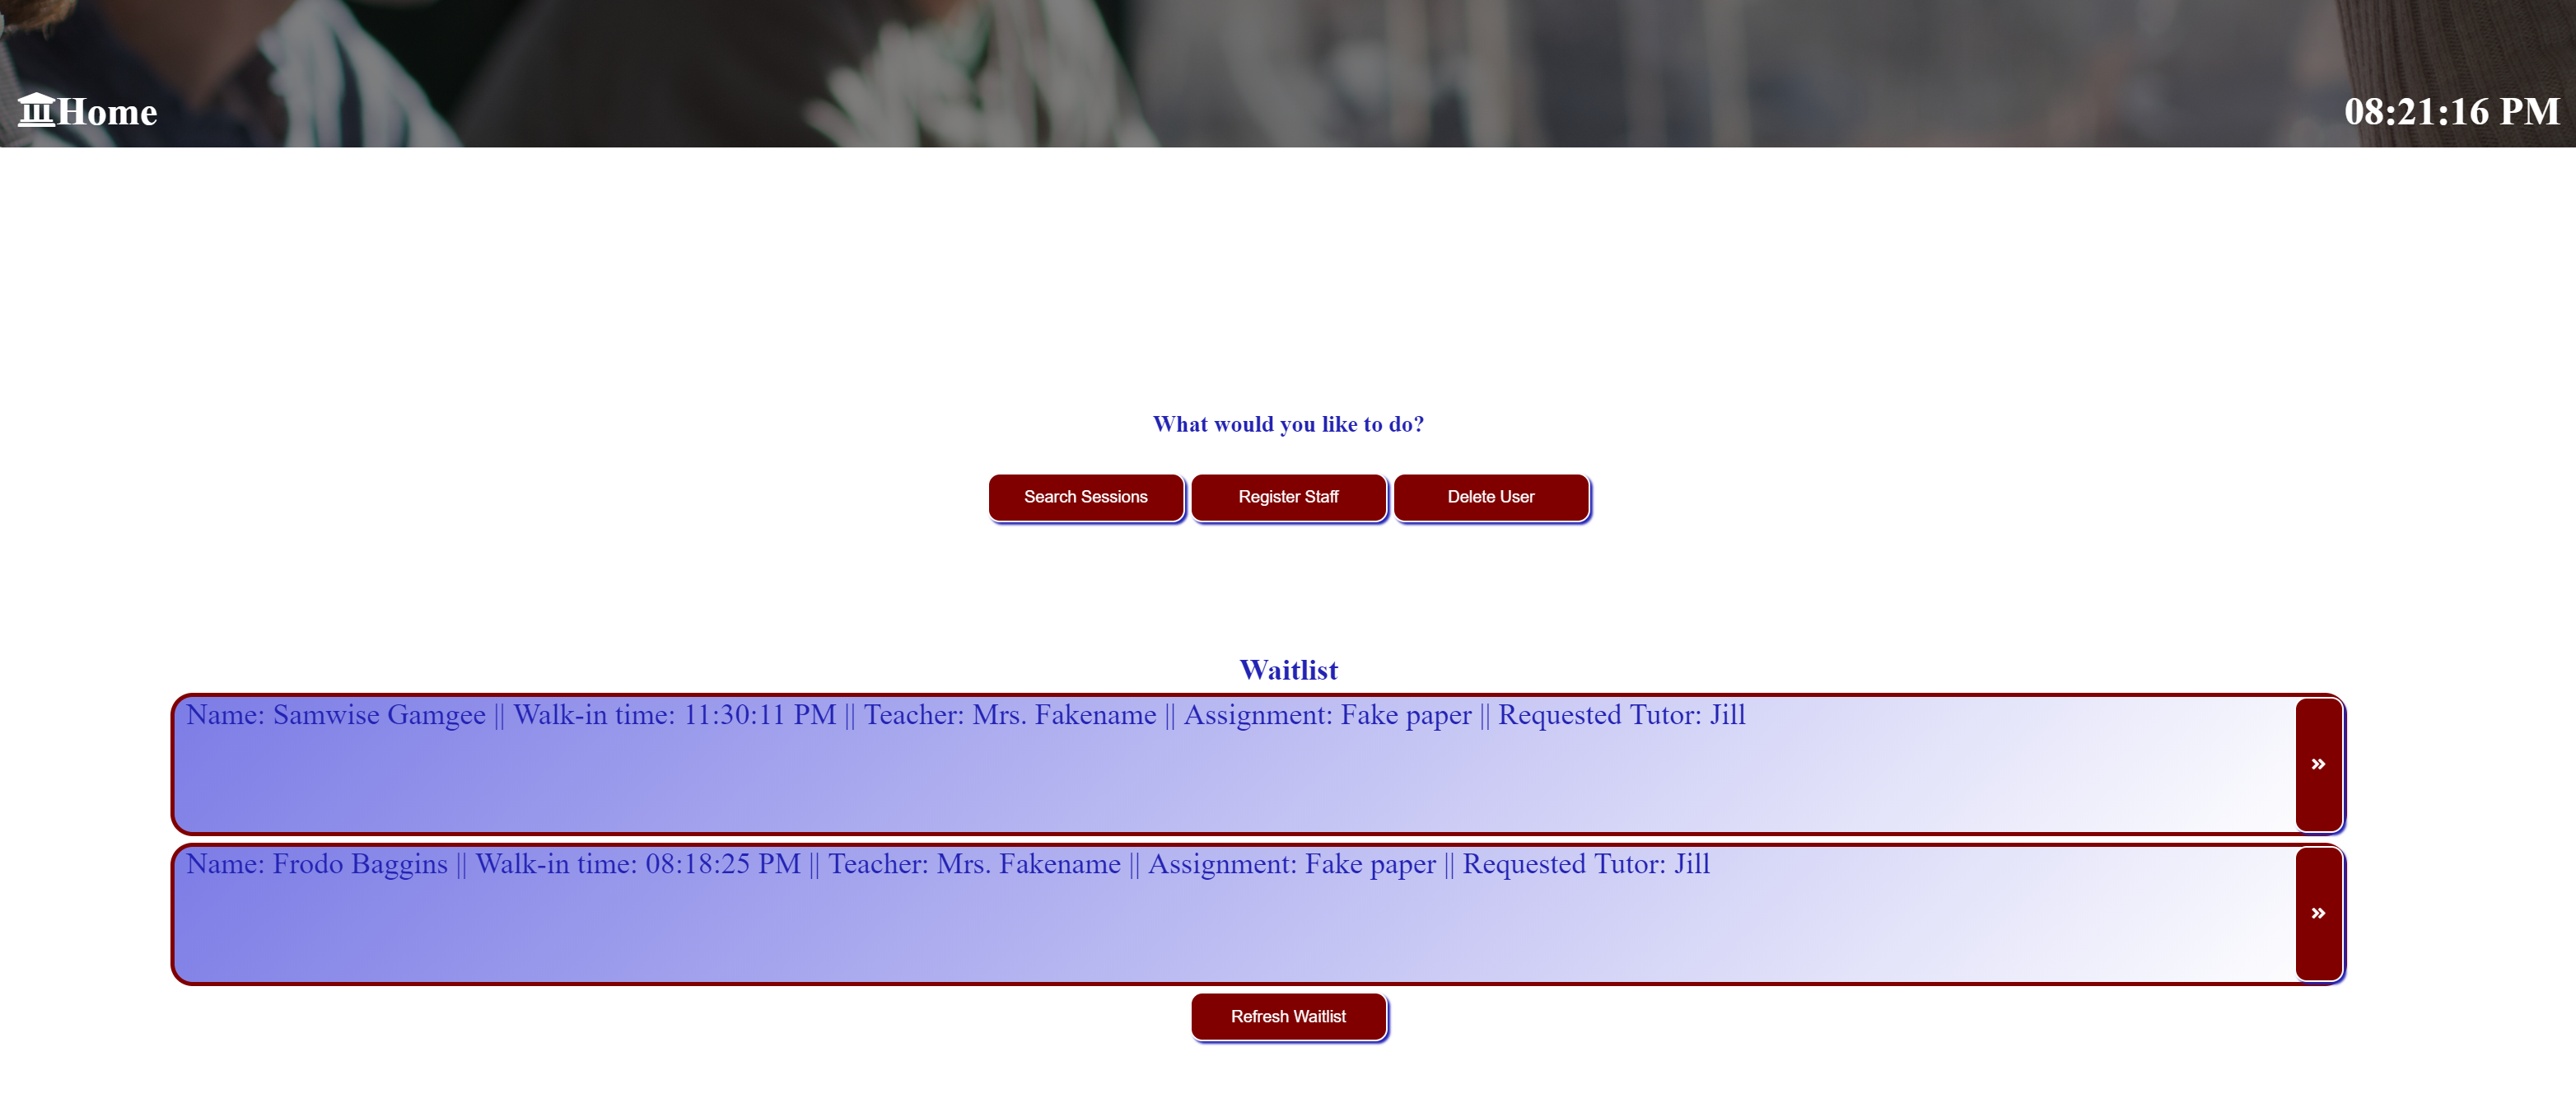 Home
08:21:16 PM
What would you like to do?
Search Sessions
Register Staff
Delete User
Waitlist
Name: Samwise Gamgee || Walk-in time: 11:30:11 PM || Teacher: Mrs. Fakename || Assignment: Fake paper || Requested Tutor: Jill
»
Name: Frodo Baggins || Walk-in time: 08:18:25 PM || Teacher: Mrs. Fakename || Assignment: Fake paper || Requested Tutor: Jill
»
Refresh Waitlist